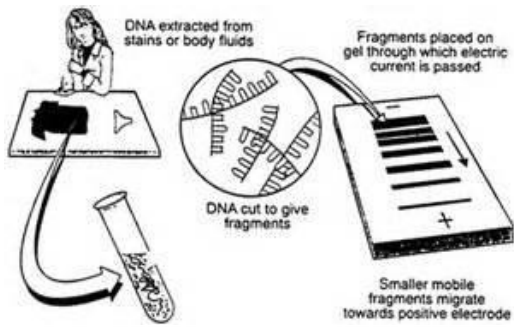 DNA extracted from
stains or body fluids
Fragments placed on
gel through which electric
current is passed
−
DNA cut to give
fragments
+
Smaller mobile
fragments migrate
towards positive electrode